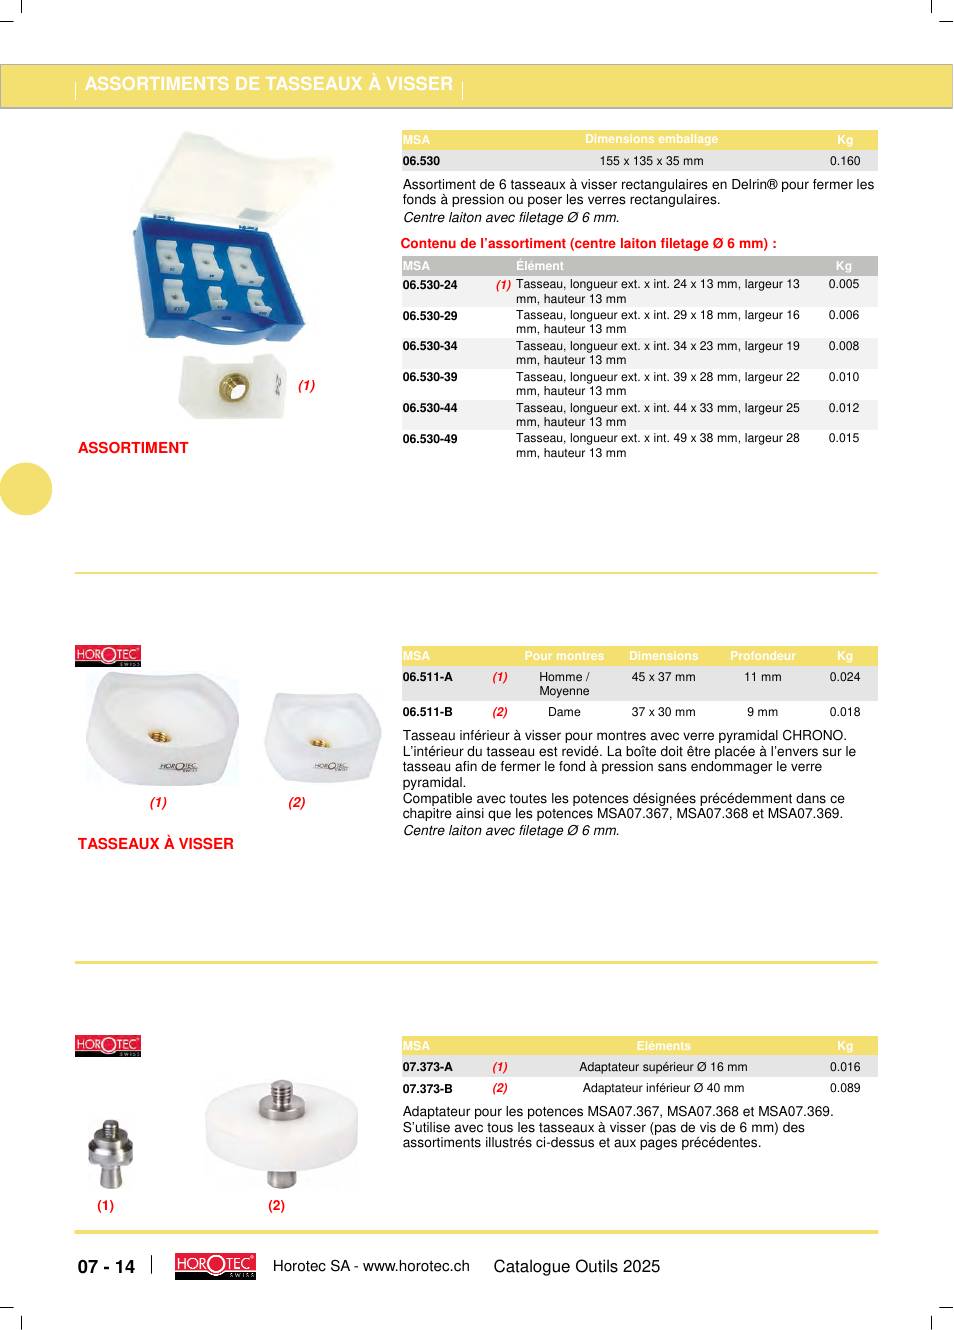 ASSORTIMENTS DE TASSEAUX À VISSER
MSA Dimensions emballage Kg
06.530 155 x 135 x 35 mm 0.160
Assortiment de 6 tasseaux à visser rectangulaires en Delrin® pour fermer les
fonds à pression ou poser les verres rectangulaires.
Centre laiton avec filetage Ø 6 mm.
Contenu de l'assortiment (centre laiton filetage Ø 6 mm) :
MSA Élément Kg
06.530-24 (1) Tasseau, longueur ext. x int. 24 x 13 mm, largeur 13 0.005
mm, hauteur 13 mm
06.530-29 Tasseau, longueur ext. x int. 29 x 18 mm, largeur 16 0.006
mm, hauteur 13 mm
06.530-34 Tasseau, longueur ext. x int. 34 x 23 mm, largeur 19 0.008
mm, hauteur 13 mm
06.530-39 Tasseau, longueur ext. x int. 39 x 28 mm, largeur 22 0.010
mm, hauteur 13 mm
06.530-44 Tasseau, longueur ext. x int. 44 x 33 mm, largeur 25 0.012
mm, hauteur 13 mm
06.530-49 Tasseau, longueur ext. x int. 49 x 38 mm, largeur 28 0.015
mm, hauteur 13 mm
24
(1)
ASSORTIMENT
HOROTEC®
SWISS
MSA Pour montres Dimensions Profondeur Kg
06.511-A (1) Homme / 45 x 37 mm 11 mm 0.024
Moyenne
06.511-B (2) Dame 37 x 30 mm 9 mm 0.018
Tasseau inférieur à visser pour montres avec verre pyramidal CHRONO.
L'intérieur du tasseau est revidé. La boîte doit être placée à l'envers sur le
tasseau afin de fermer le fond à pression sans endommager le verre
pyramidal.
Compatible avec toutes les potences désignées précédemment dans ce
chapitre ainsi que les potences MSA07.367, MSA07.368 et MSA07.369.
Centre laiton avec filetage Ø 6 mm.
HOROTEC
SWISS
HOROTEC
SWISS
(1) (2)
TASSEAUX À VISSER
HOROTEC®
SWISS
MSA Eléments Kg
07.373-A (1) Adaptateur supérieur Ø 16 mm 0.016
07.373-B (2) Adaptateur inférieur Ø 40 mm 0.089
Adaptateur pour les potences MSA07.367, MSA07.368 et MSA07.369.
S'utilise avec tous les tasseaux à visser (pas de vis de 6 mm) des
assortiments illustrés ci-dessus et aux pages précédentes.
(1) (2)
07 - 14 HOROTEC® SWISS Horotec SA - www.horotec.ch Catalogue Outils 2025